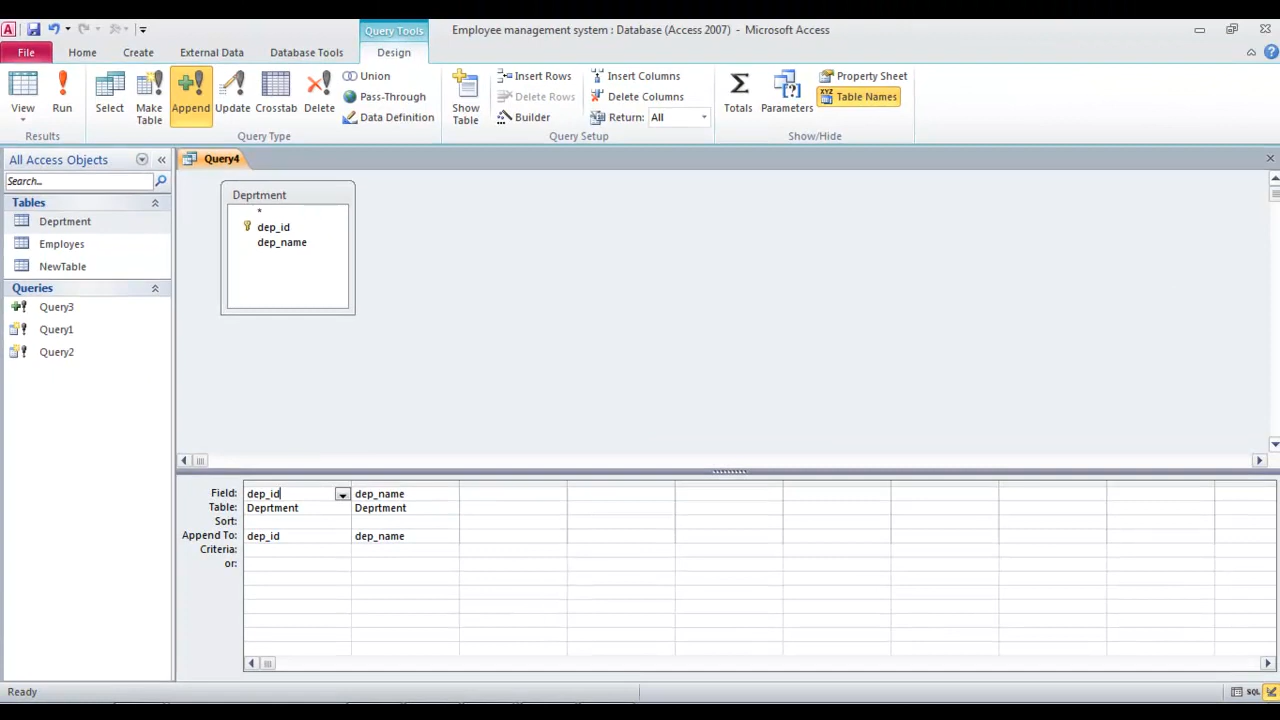 Query Tools
Employee management system : Database (Access 2007) - Microsoft Access
File Home Create External Data Database Tools Design
View
Run
Select
Make Table
Append
Update
Crosstab
Delete
Union
Pass-Through
Data Definition
Show Table
Insert Rows
Delete Rows
Builder
Insert Columns
Delete Columns
Return: All
Totals
Parameters
Property Sheet
XYZ Table Names
Results Query Type Query Setup Show/Hide
All Access Objects
Search...
Tables
Deprtment
Employes
NewTable
Queries
Query3
Query1
Query2
Query4
Deprtment
*
dep_id
dep_name
Field: dep_id dep_name
Table: Deprtment Deprtment
Sort:
Append To: dep_id dep_name
Criteria:
or:
Ready
SQL